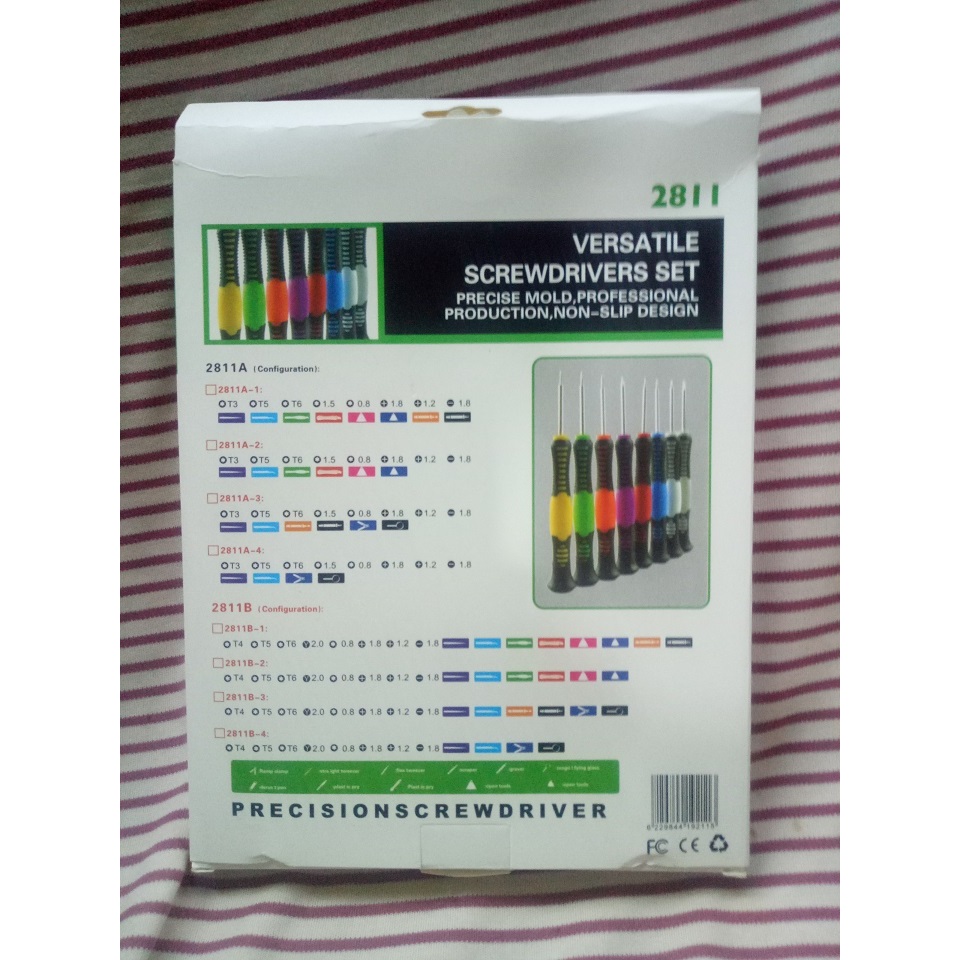 2811
VERSATILE
SCREWDRIVERS SET
PRECISE MOLD,PROFESSIONAL
PRODUCTION,NON-SLIP DESIGN
2811A (Configuration):
2811A-1:
T3 T5 T6 1.5 0.8 1.8 1.2 1.8
2811A-2:
T3 T5 T6 1.5 0.8 1.8 1.2 1.8
2811A-3:
T3 T5 T6 1.5 0.8 1.8 1.2 1.8
2811A-4:
T3 T5 T6 1.5 0.8 1.8 1.2 1.8
2811B (Configuration):
2811B-1:
T4 T5 T6 2.0 0.8 1.8 1.2 1.8
2811B-2:
T4 T5 T6 2.0 0.8 1.8 1.2 1.8
2811B-3:
T4 T5 T6 2.0 0.8 1.8 1.2 1.8
2811B-4:
T4 T5 T6 2.0 0.8 1.8 1.2 1.8
open tools open tools
PRECISIONSCREWDRIVER
FC CE